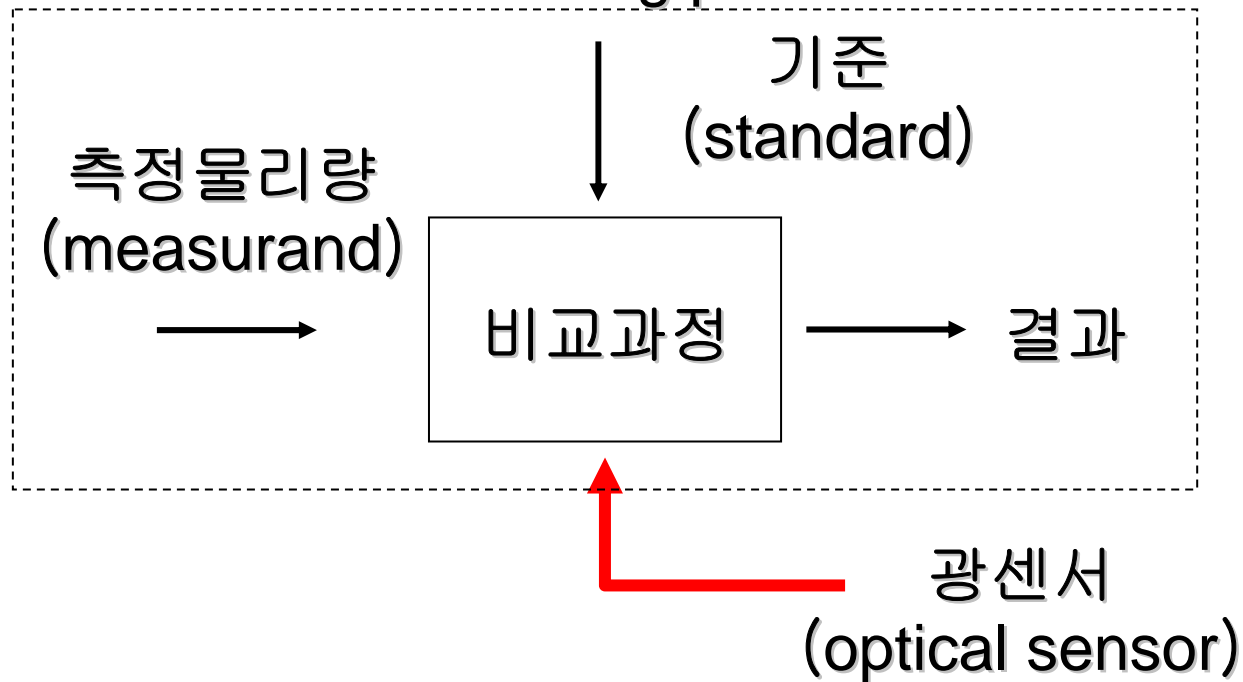 기준
(standard)
측정물리량
(measurand)
비교과정
결과
광센서
(optical sensor)